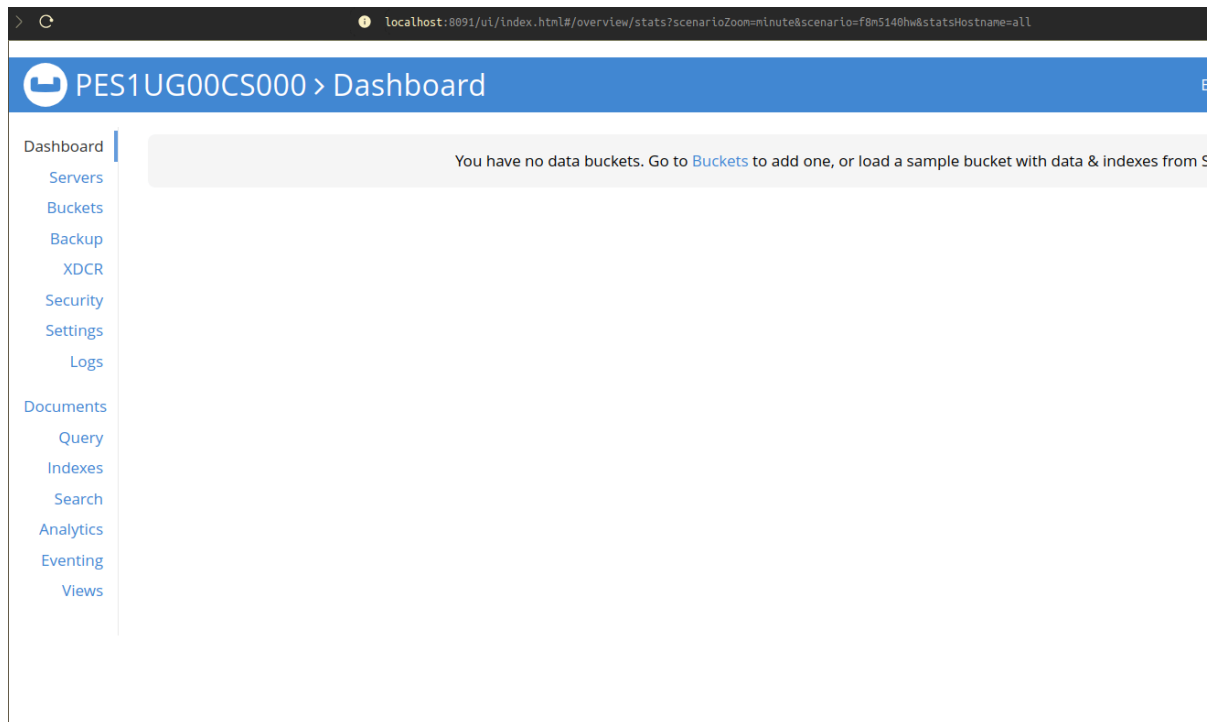 localhost:8091/ui/index.html#/overview/stats?scenarioZoom=minute&scenario=f8m5140hw&statsHostname=all
PES1UG00CS000 > Dashboard
Dashboard
You have no data buckets. Go to Buckets to add one, or load a sample bucket with data & indexes from S
Servers
Buckets
Backup
XDCR
Security
Settings
Logs
Documents
Query
Indexes
Search
Analytics
Eventing
Views